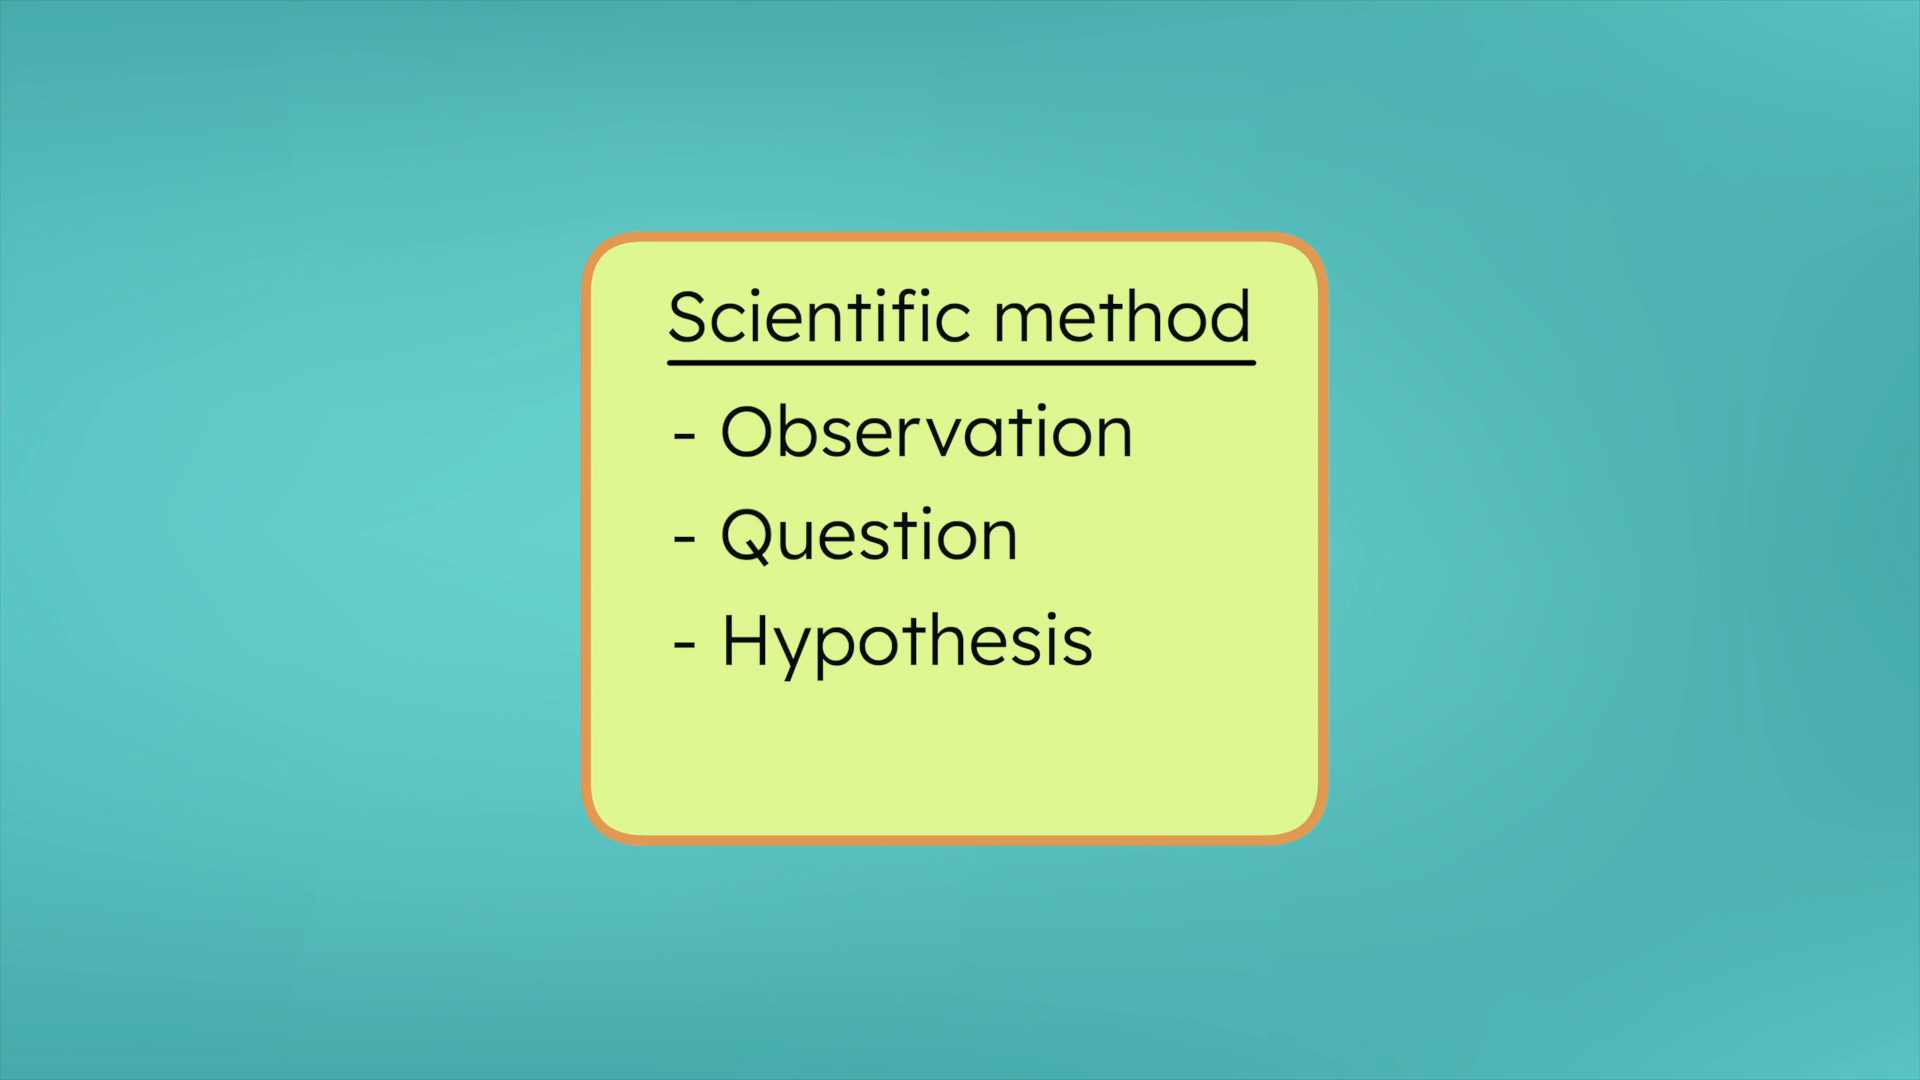 Scientific method
- Observation
- Question
- Hypothesis